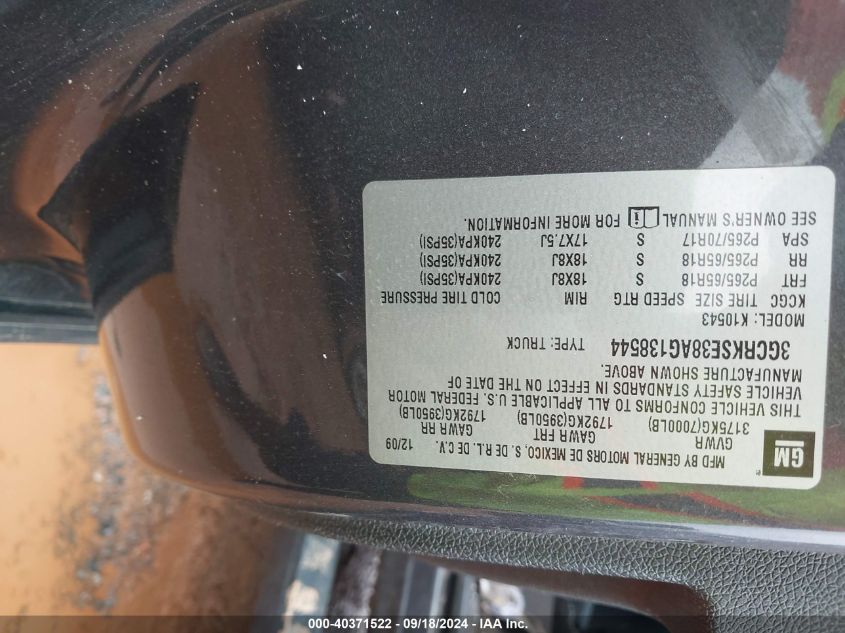 GM
MFD BY GENERAL MOTORS DE MEXICO, S. DE R.L. DE C.V. 12/09
GVWR GAWR FRT GAWR RR
3175KG(7000LB) 1792KG(3950LB) 1792KG(3950LB)
THIS VEHICLE CONFORMS TO ALL APPLICABLE U.S. FEDERAL MOTOR
VEHICLE SAFETY STANDARDS IN EFFECT ON THE DATE OF
MANUFACTURE SHOWN ABOVE.
3GCRKSE38AG138544 TYPE: TRUCK
MODEL: K10543
KCGC TIRE SIZE SPEED RTG RIM COLD TIRE PRESSURE
FRT P265/65R18 S 18X8J 240KPA(35PSI)
RR P265/65R18 S 18X8J 240KPA(35PSI)
SPA P265/70R17 S 17X7.5J 240KPA(35PSI)
SEE OWNER'S MANUAL FOR MORE INFORMATION.
000-40371522 - 09/18/2024 - IAA Inc.